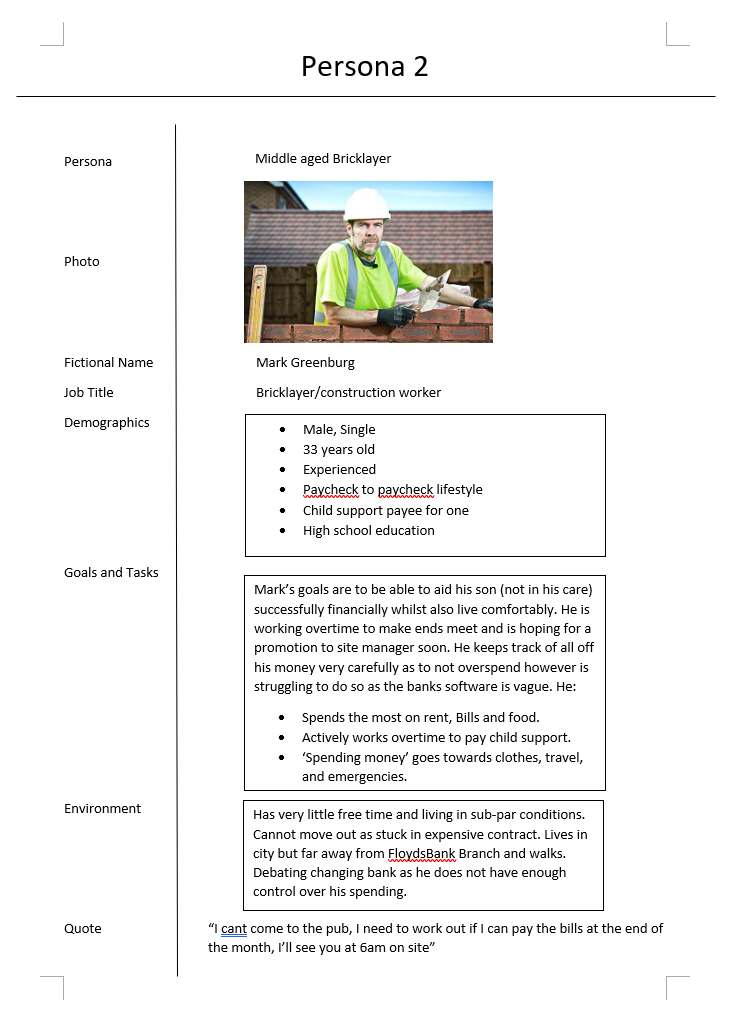 Persona 2
Persona
Middle aged Bricklayer
Photo
Fictional Name
Mark Greenburg
Job Title
Bricklayer/construction worker
Demographics
• Male, Single
• 33 years old
• Experienced
• Paycheck to paycheck lifestyle
• Child support payee for one
• High school education
Goals and Tasks
Mark’s goals are to be able to aid his son (not in his care)
successfully financially whilst also live comfortably. He is
working overtime to make ends meet and is hoping for a
promotion to site manager soon. He keeps track of all off
his money very carefully as to not overspend however is
struggling to do so as the banks software is vague. He:
• Spends the most on rent, Bills and food.
• Actively works overtime to pay child support.
• ‘Spending money’ goes towards clothes, travel,
and emergencies.
Environment
Has very little free time and living in sub-par conditions.
Cannot move out as stuck in expensive contract. Lives in
city but far away from FloydsBank Branch and walks.
Debating changing bank as he does not have enough
control over his spending.
Quote
“I cant come to the pub, I need to work out if I can pay the bills at the end of
the month, I’ll see you at 6am on site”